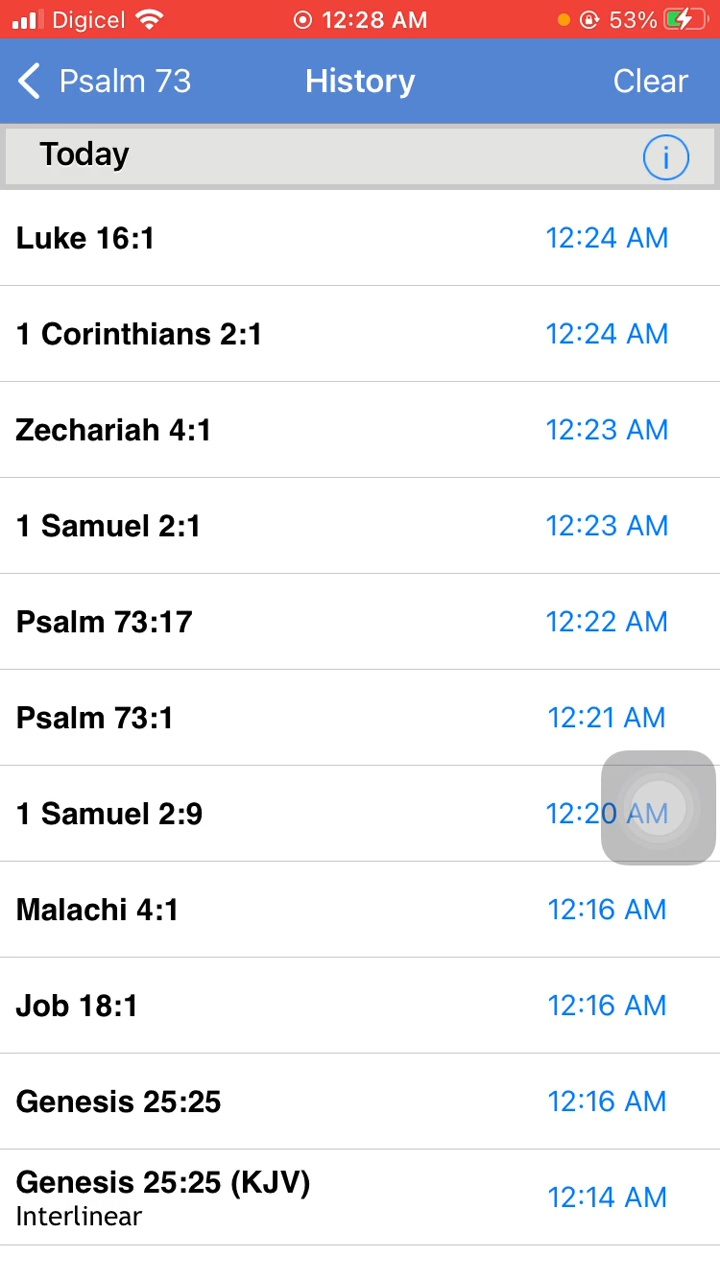 Digicel 12:28 AM 53%
Psalm 73 History Clear
Today
Luke 16:1 12:24 AM
1 Corinthians 2:1 12:24 AM
Zechariah 4:1 12:23 AM
1 Samuel 2:1 12:23 AM
Psalm 73:17 12:22 AM
Psalm 73:1 12:21 AM
1 Samuel 2:9 12:20 AM
Malachi 4:1 12:16 AM
Job 18:1 12:16 AM
Genesis 25:25 12:16 AM
Genesis 25:25 (KJV) 12:14 AM
Interlinear